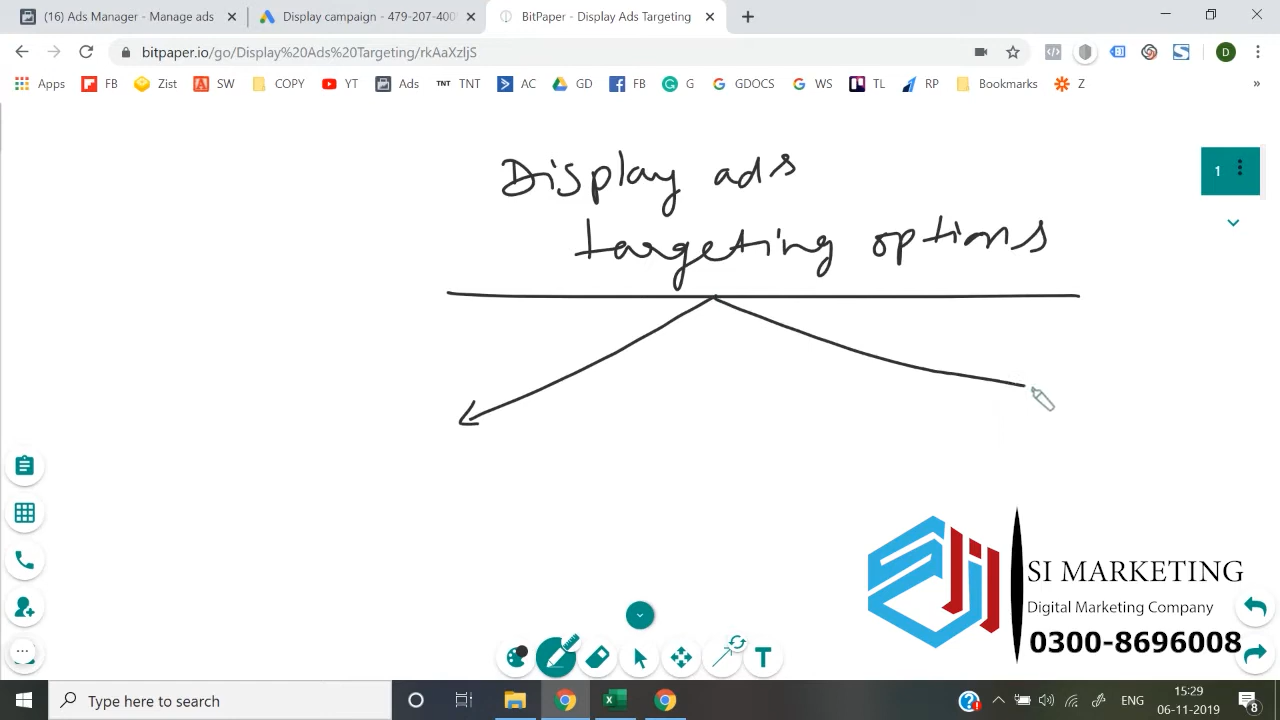 (16) Ads Manager - Manage ads
Display campaign - 479-207-400
BitPaper - Display Ads Targeting
bitpaper.io/go/Display%20Ads%20Targeting/rkAaXzljS
D
Apps FB Zist SW COPY YT Ads TNT TNT AC GD FB G GDOCS WS TL RP Bookmarks Z »
Display ads
targeting options
1
SI MARKETING
Digital Marketing Company
0300-8696008
T
Type here to search
ENG
15:29
06-11-2019
8